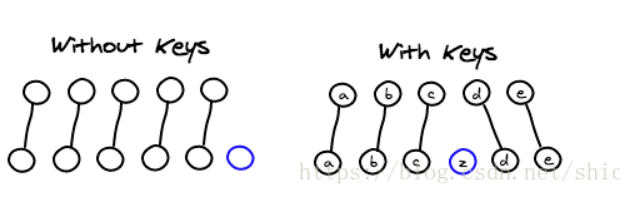 Without Keys
With Keys
a b c d e
a b c z d e
https://blog.csdn.net/shic